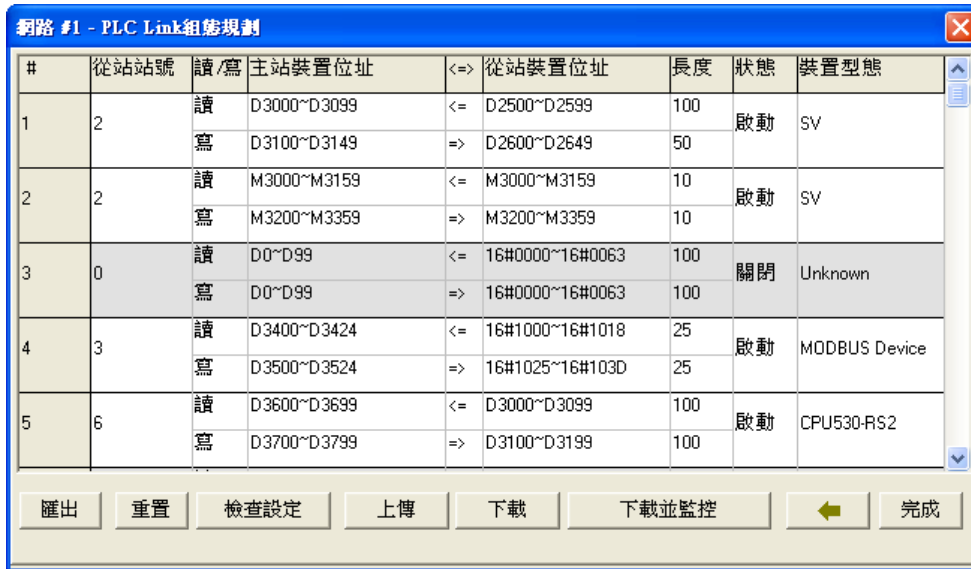 網路 #1 - PLC Link組態規劃
# 從站站號 讀/寫 主站裝置位址 <=> 從站裝置位址 長度 狀態 裝置型態
1 2 讀 D3000~D3099 <= D2500~D2599 100 啟動 SV
寫 D3100~D3149 => D2600~D2649 50
2 2 讀 M3000~M3159 <= M3000~M3159 10 啟動 SV
寫 M3200~M3359 => M3200~M3359 10
3 0 讀 D0~D99 <= 16#0000~16#0063 100 關閉 Unknown
寫 D0~D99 => 16#0000~16#0063 100
4 3 讀 D3400~D3424 <= 16#1000~16#1018 25 啟動 MODBUS Device
寫 D3500~D3524 => 16#1025~16#103D 25
5 6 讀 D3600~D3699 <= D3000~D3099 100 啟動 CPU530-RS2
寫 D3700~D3799 => D3100~D3199 100
匯出 重置 檢查設定 上傳 下載 下載並監控 完成